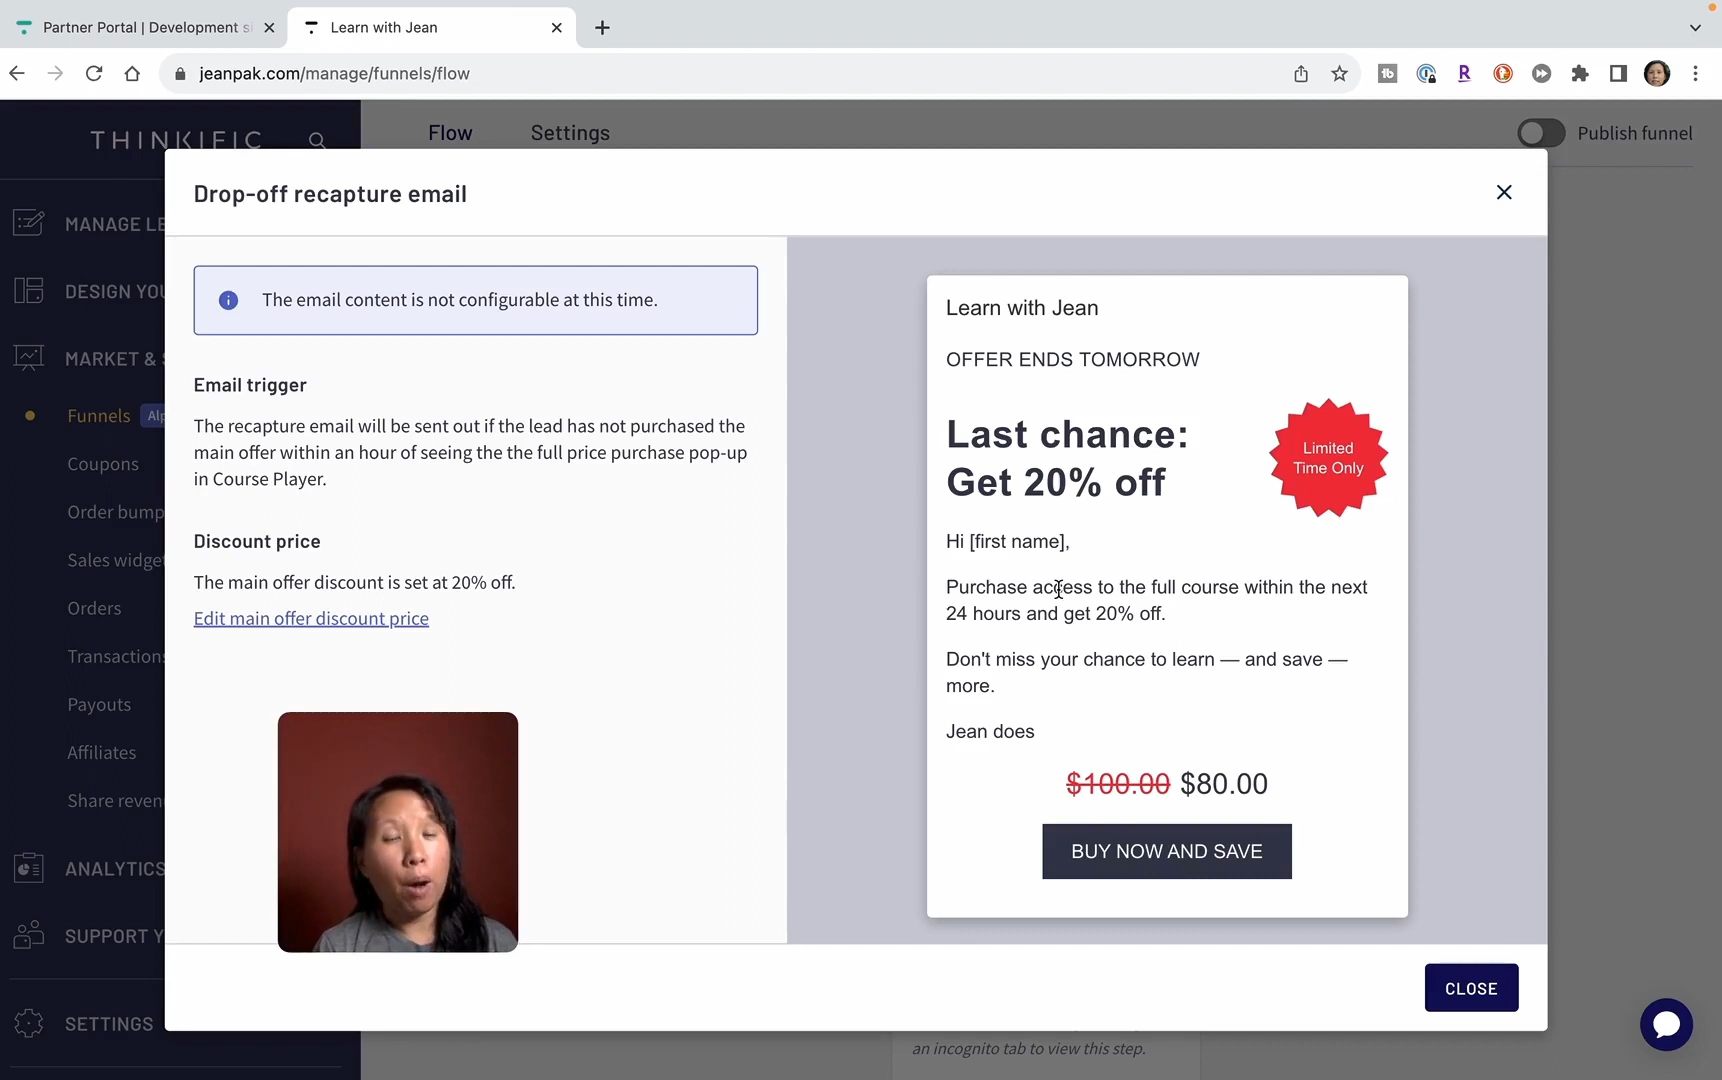 Partner Portal | Development si
Learn with Jean
jeanpak.com/manage/funnels/flow
THINKIFIC
Flow
Settings
Publish funnel
MANAGE LE
DESIGN YOU
MARKET & S
Funnels
Alp
Coupons
Order bump
Sales widget
Orders
Transactions
Payouts
Affiliates
Share reven
ANALYTICS
SUPPORT Y
SETTINGS
Drop-off recapture email
The email content is not configurable at this time.
Email trigger
The recapture email will be sent out if the lead has not purchased the
main offer within an hour of seeing the the full price purchase pop-up
in Course Player.
Discount price
The main offer discount is set at 20% off.
Edit main offer discount price
Learn with Jean
OFFER ENDS TOMORROW
Last chance:
Get 20% off
Limited
Time Only
Hi [first name],
Purchase access to the full course within the next
24 hours and get 20% off.
Don't miss your chance to learn — and save —
more.
Jean does
$100.00 $80.00
BUY NOW AND SAVE
CLOSE
an incognito tab to view this step.